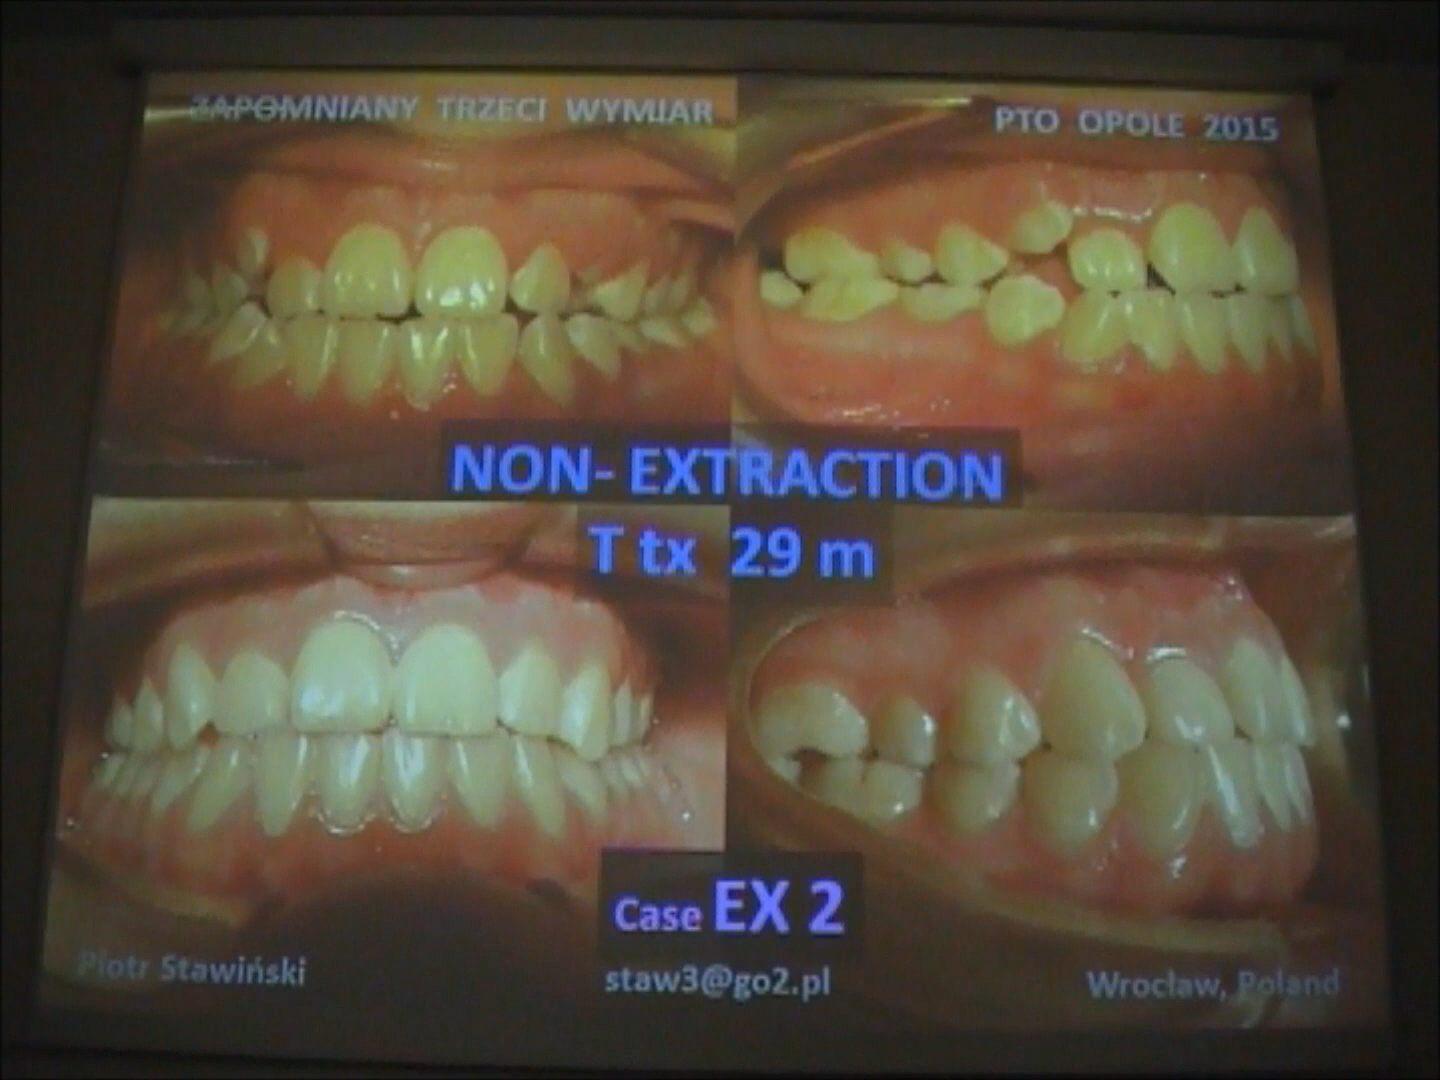 ZAPOMNIANY TRZECI WYMIAR
PTO OPOLE 2015
NON- EXTRACTION
T tx 29 m
Case EX 2
Piotr Stawiński
staw3@go2.pl
Wrocław, Poland